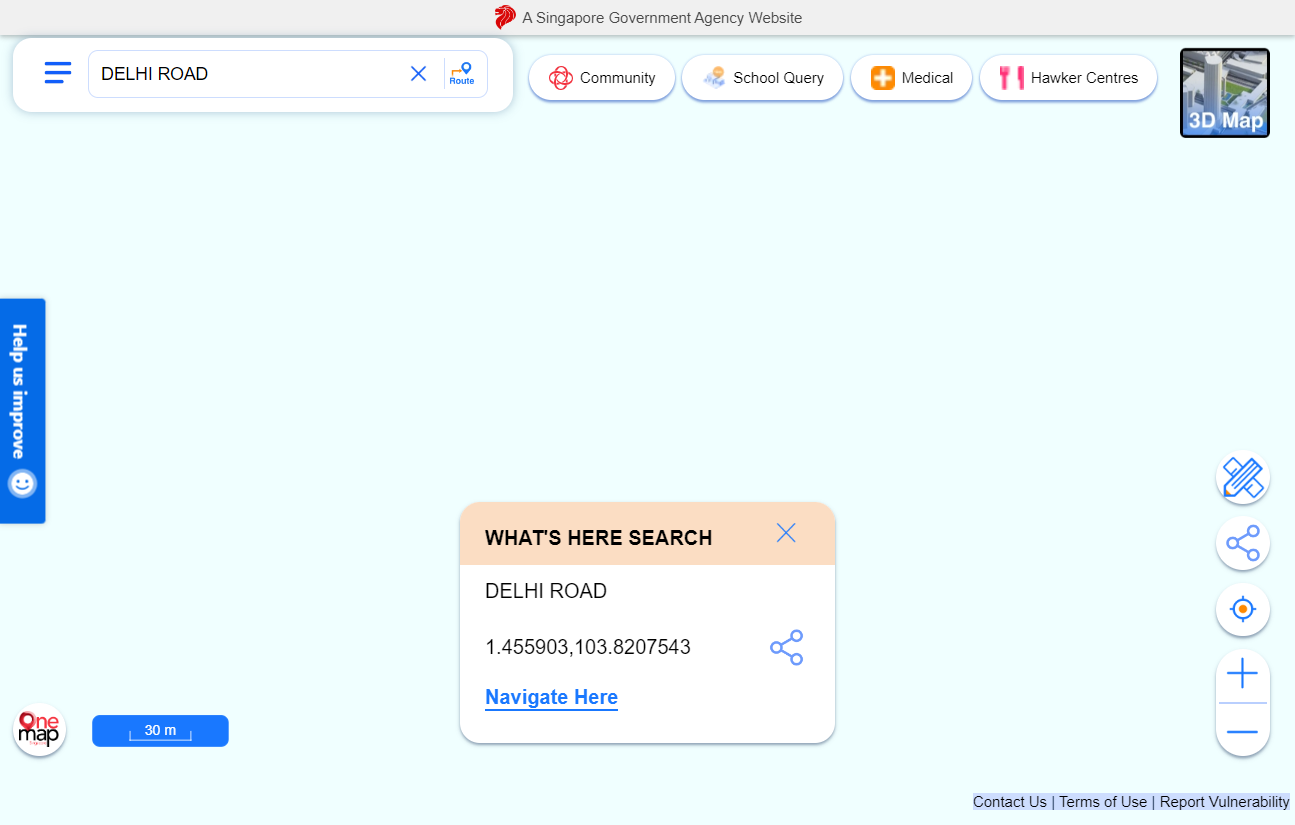 A Singapore Government Agency Website
DELHI ROAD
Route
Community
School Query
Medical
Hawker Centres
3D Map
Help us improve
WHAT'S HERE SEARCH
DELHI ROAD
1.455903,103.8207543
Navigate Here
One
map
30 m
Contact Us | Terms of Use | Report Vulnerability